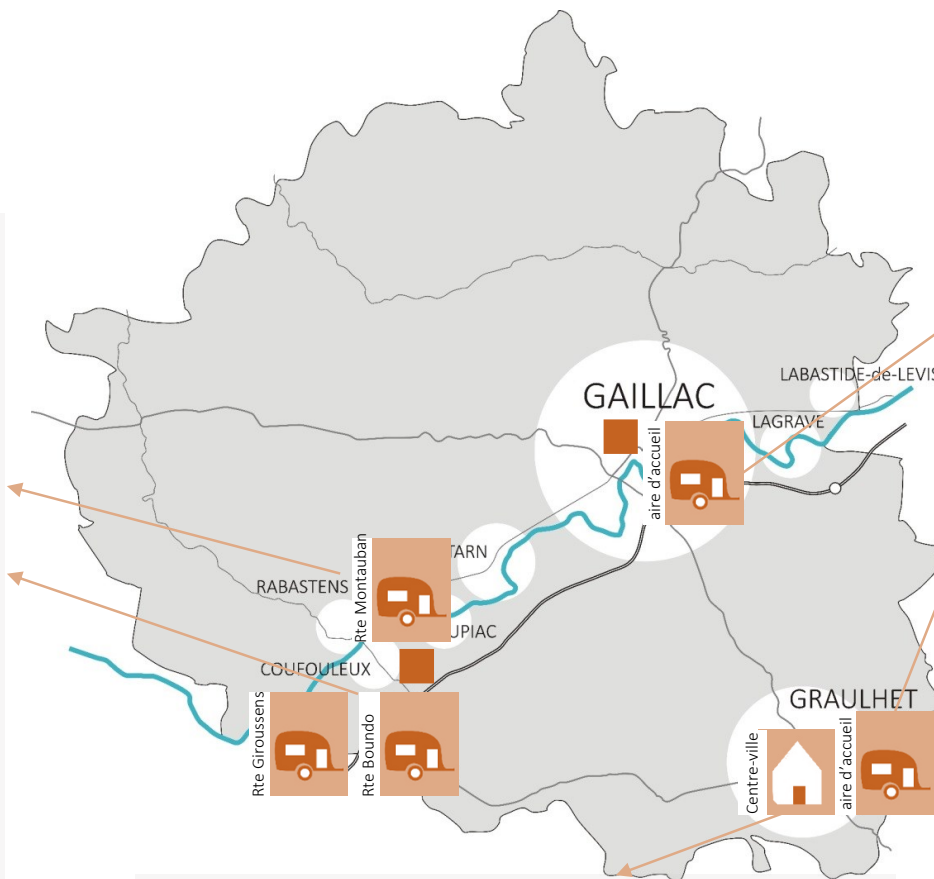 LABASTIDE-de-LEVIS
GAILLAC
LAGRAVE
aire d'accueil
TARN
Rte Montauban
RABASTENS
UPIAC
COUFOULEUX
Rte Giroussens
Rte Boundo
GRAULHET
Centre-ville
aire d'accueil